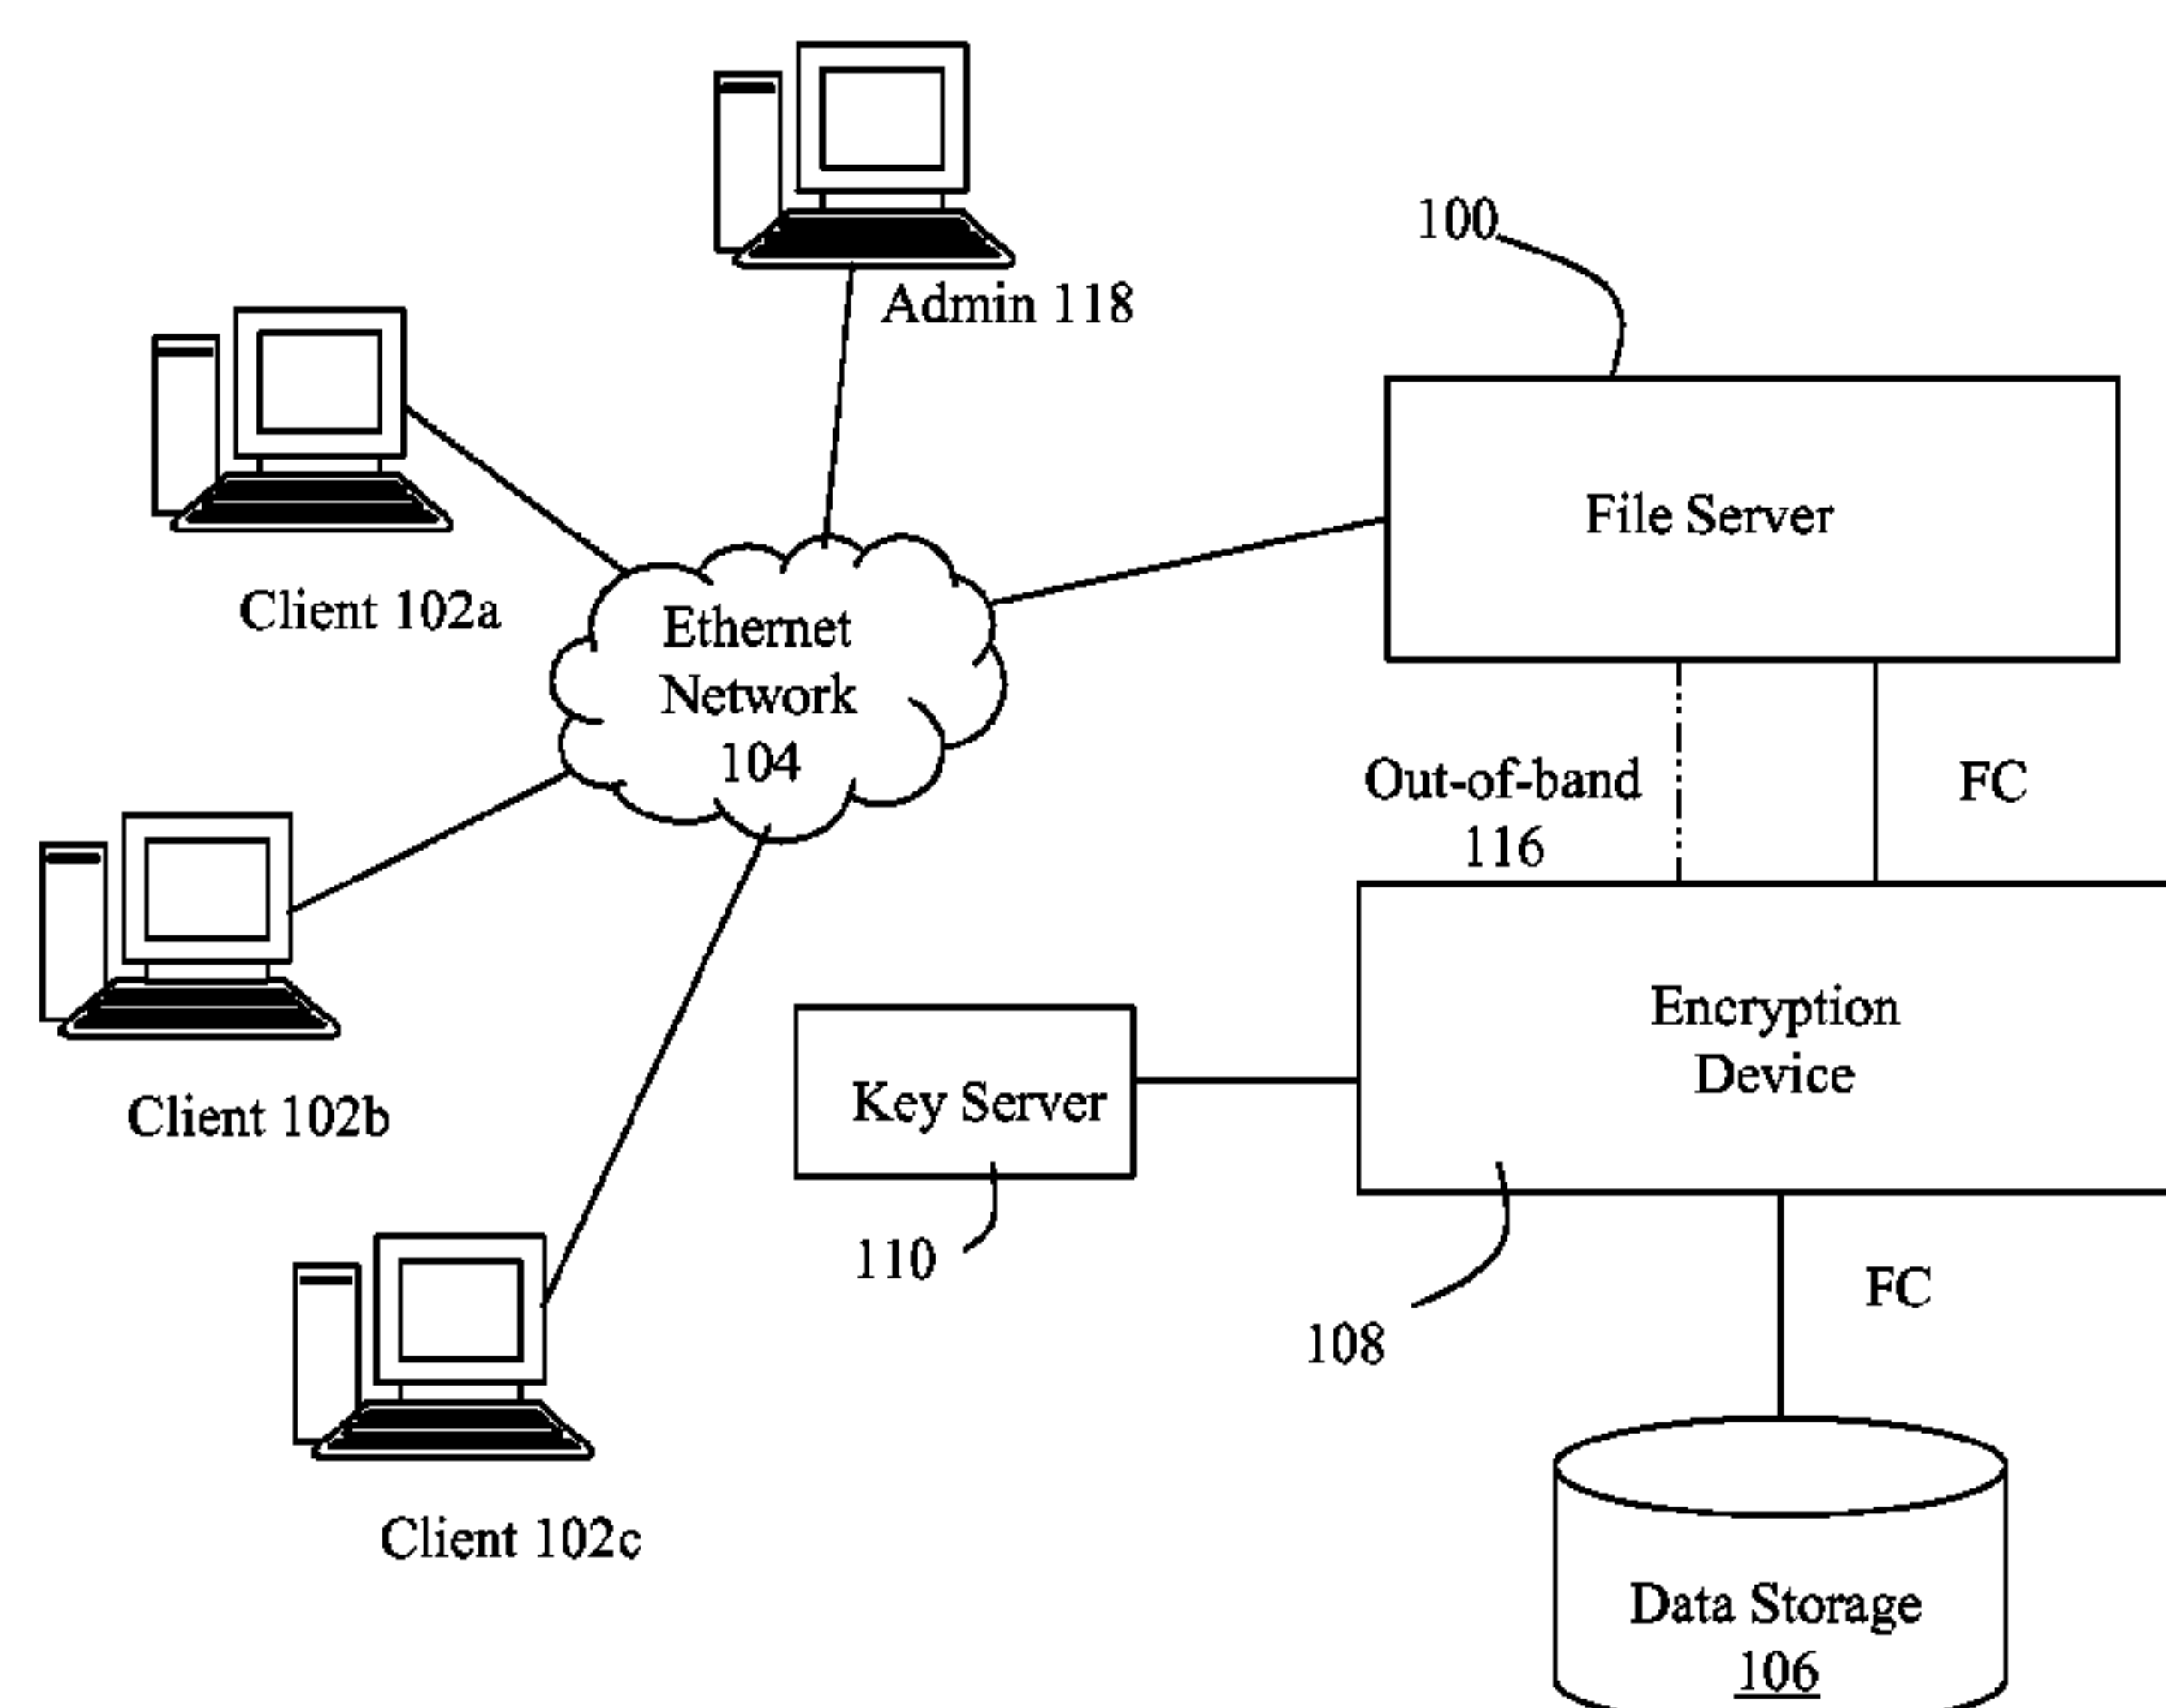 Admin 118
100
Client 102a
File Server
Ethernet
Network
104
Out-of-band
116
FC
Client 102b
Key Server
Encryption
Device
110
108
FC
Client 102c
Data Storage
106